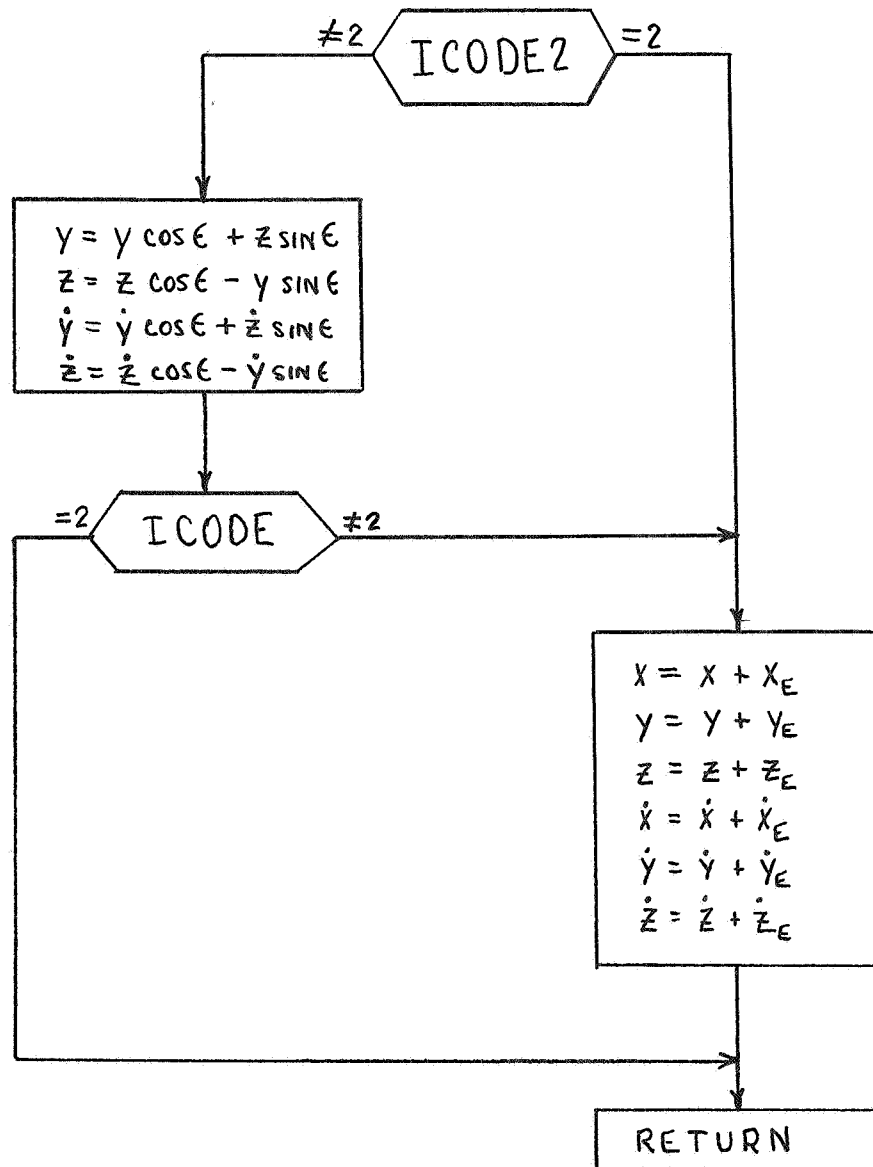 ≠2
ICODE2
=2
y = y cos ϵ + z sin ϵ
z = z cos ϵ - y sin ϵ
ẏ = ẏ cos ϵ + ż sin ϵ
ż = ż cos ϵ - ẏ sin ϵ
=2
ICODE
≠2
x = x + x_E
y = y + y_E
z = z + z_E
ẋ = ẋ + ẋ_E
ẏ = ẏ + ẏ_E
ż = ż + ż_E
RETURN